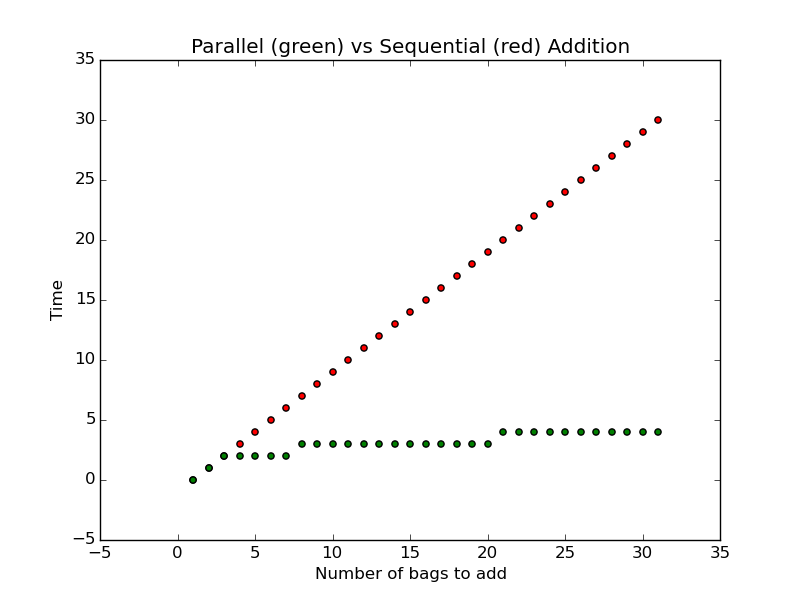 Parallel (green) vs Sequential (red) Addition
35
30
25
20
15
10
5
0
−5
Time
−5 0 5 10 15 20 25 30 35
Number of bags to add